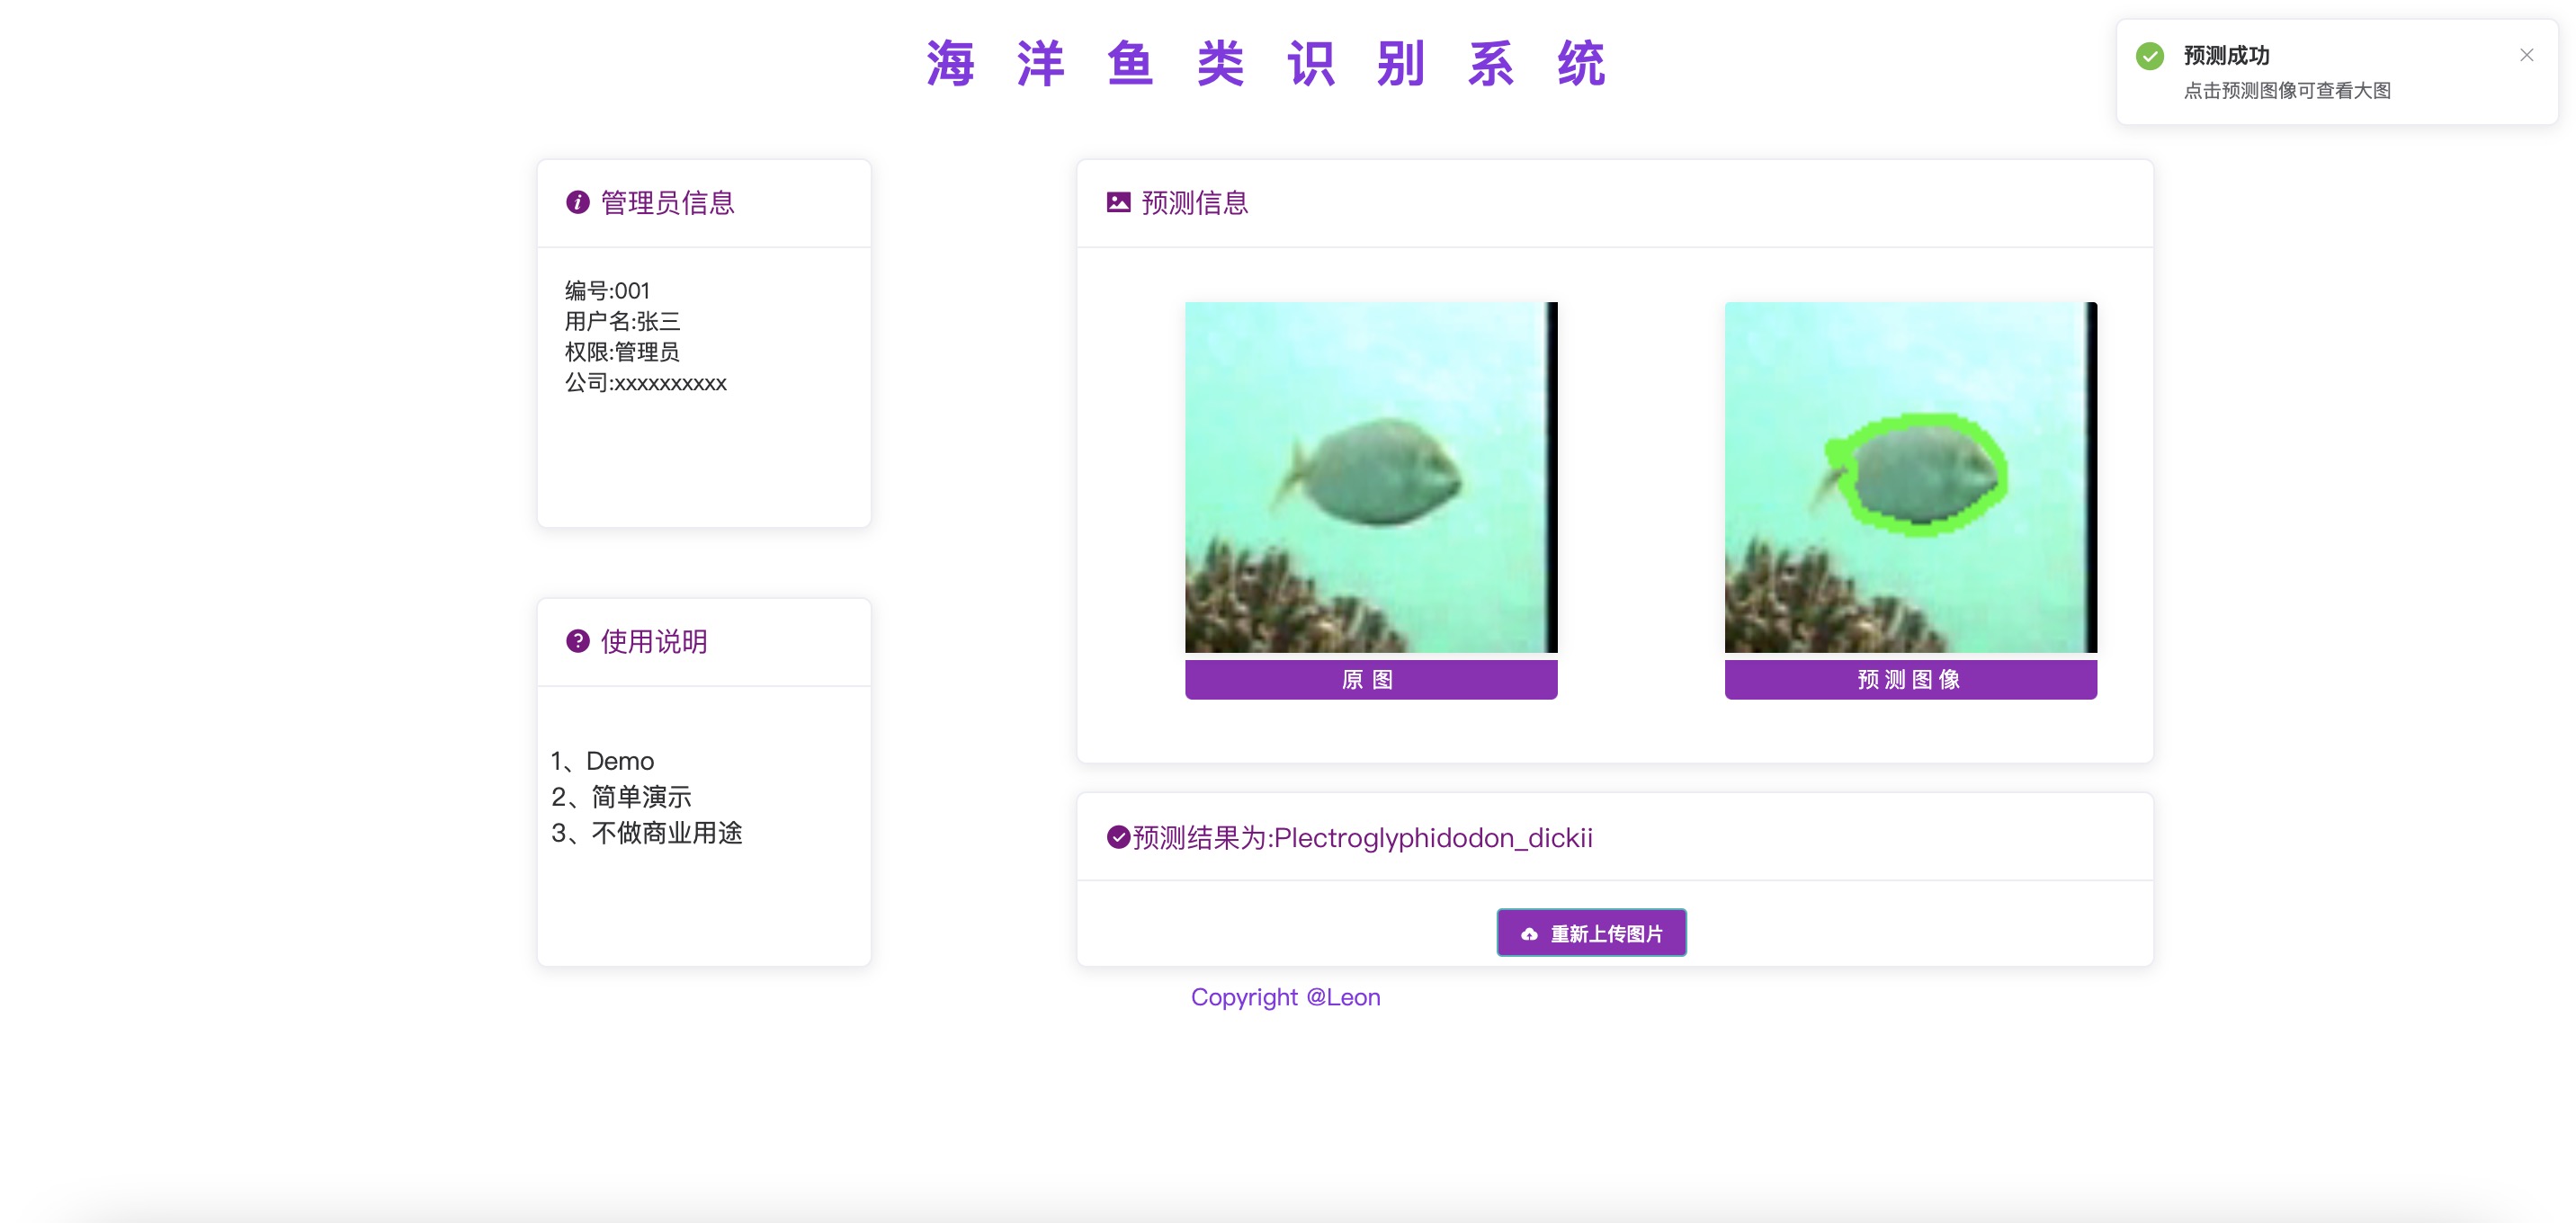 海洋鱼类识别系统
预测成功
点击预测图像可查看大图
管理员信息
编号:001
用户名:张三
权限:管理员
公司:xxxxxxxxxx
使用说明
1、Demo
2、简单演示
3、不做商业用途
预测信息
原图
预测图像
预测结果为:Plectroglyphidodon_dickii
重新上传图片
Copyright @Leon